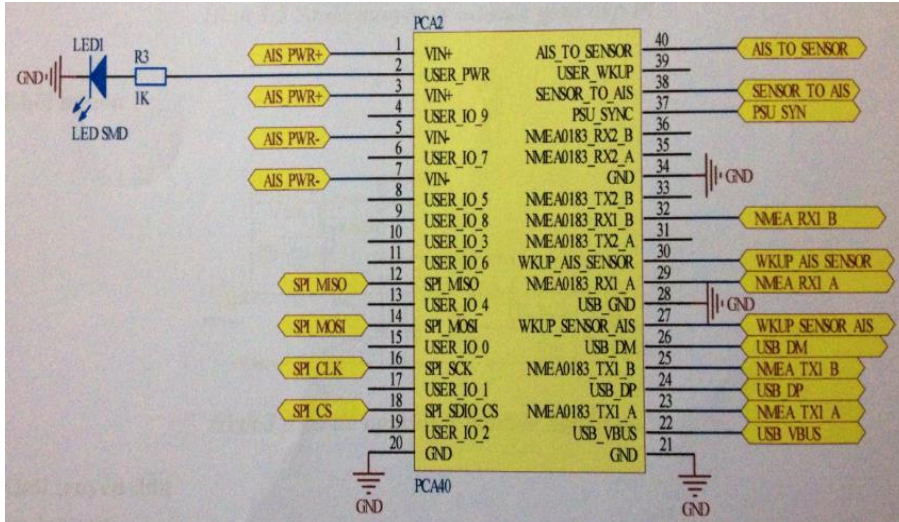 PCA2
LED1
R3
GND
1K
LED SMD
AIS PWR+
AIS PWR+
AIS PWR-
AIS PWR-
SPI MISO
SPI MOSI
SPI CLK
SPI CS
1 VIN+
2 USER_PWR
3 VIN+
4 USER_IO_9
5 VIN-
6 USER_IO_7
7 VIN-
8 USER_IO_5
9 USER_IO_8
10 USER_IO_3
11 USER_IO_6
12 SPI_MISO
13 USER_IO_4
14 SPI_MOSI
15 USER_IO_0
16 SPI_SCK
17 USER_IO_1
18 SPI_SDIO_CS
19 USER_IO_2
20 GND
AIS_TO_SENSOR 40 AIS TO SENSOR
USER_WKUP 39
SENSOR_TO_AIS 38 SENSOR TO AIS
PSU_SYNC 37 PSU SYN
NMEA0183_RX2_B 36
NMEA0183_RX2_A 35
GND 34 GND
NMEA0183_TX2_B 33
NMEA0183_RX1_B 32 NMEA RX1 B
NMEA0183_TX2_A 31
WKUP_AIS_SENSOR 30 WKUP AIS SENSOR
NMEA0183_RX1_A 29 NMEA RX1 A
USB_GND 28 GND
WKUP_SENSOR_AIS 27 WKUP SENSOR AIS
USB_DM 26 USB DM
NMEA0183_TX1_B 25 NMEA TX1 B
USB_DP 24 USB DP
NMEA0183_TX1_A 23 NMEA TX1 A
USB_VBUS 22 USB VBUS
GND 21
PCA40
GND
GND